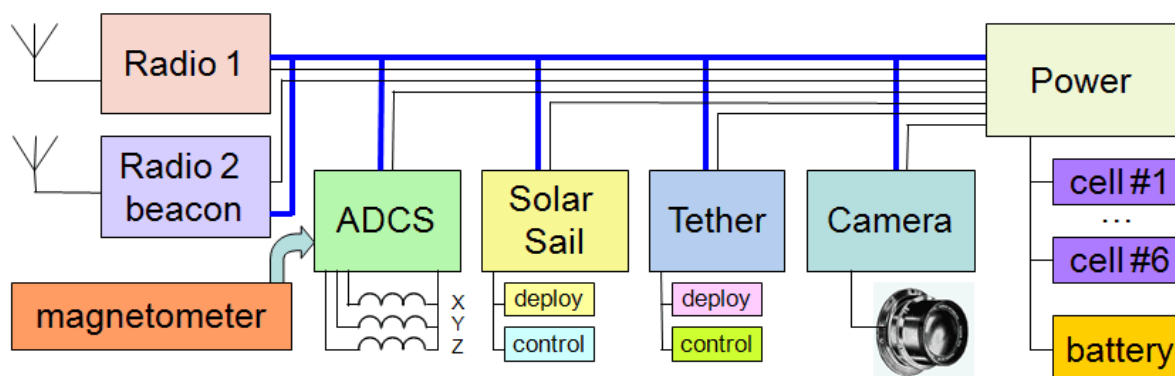 Radio 1
Power
Radio 2
beacon
ADCS
Solar
Sail
Tether
Camera
cell #1
...
cell #6
magnetometer
X
Y
Z
deploy
control
deploy
control
battery